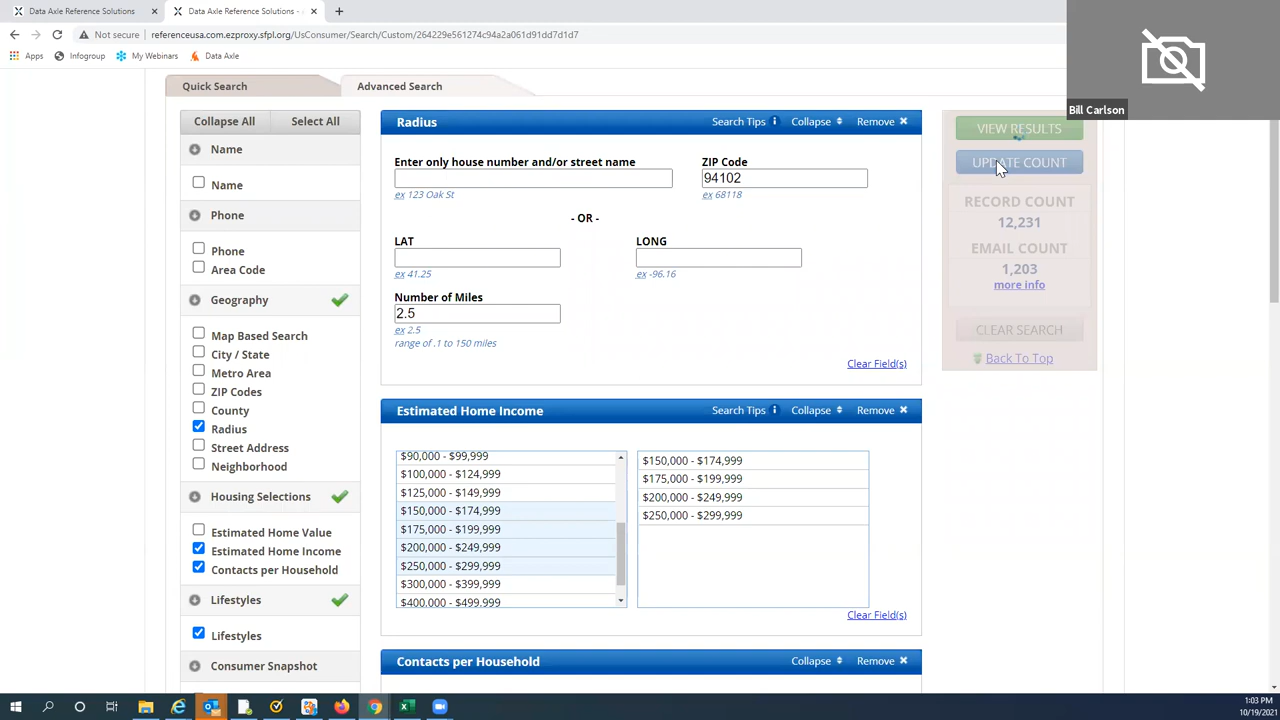 Data Axle Reference Solutions
Data Axle Reference Solutions -
Not secure referenceusa.com.ezproxy.sfpl.org/UsConsumer/Search/Custom/264229e561274c94a2a061d91dd7d1d7
Apps Infogroup My Webinars Data Axle
Bill Carlson
Quick Search Advanced Search
Collapse All Select All
Name
Name
Phone
Phone
Area Code
Geography
Map Based Search
City / State
Metro Area
ZIP Codes
County
Radius
Street Address
Neighborhood
Housing Selections
Estimated Home Value
Estimated Home Income
Contacts per Household
Lifestyles
Lifestyles
Consumer Snapshot
Radius Search Tips Collapse Remove
Enter only house number and/or street name ZIP Code
94102
ex 123 Oak St ex 68118
- OR -
LAT LONG
ex 41.25 ex -96.16
Number of Miles
2.5
ex 2.5
range of .1 to 150 miles
Clear Field(s)
Estimated Home Income Search Tips Collapse Remove
$90,000 - $99,999
$100,000 - $124,999
$125,000 - $149,999
$150,000 - $174,999
$175,000 - $199,999
$200,000 - $249,999
$250,000 - $299,999
$300,000 - $399,999
$400,000 - $499,999
$150,000 - $174,999
$175,000 - $199,999
$200,000 - $249,999
$250,000 - $299,999
Clear Field(s)
Contacts per Household Collapse Remove
VIEW RESULTS
UPDATE COUNT
RECORD COUNT
12,231
EMAIL COUNT
1,203
more info
CLEAR SEARCH
Back To Top
1:03 PM
10/19/2021